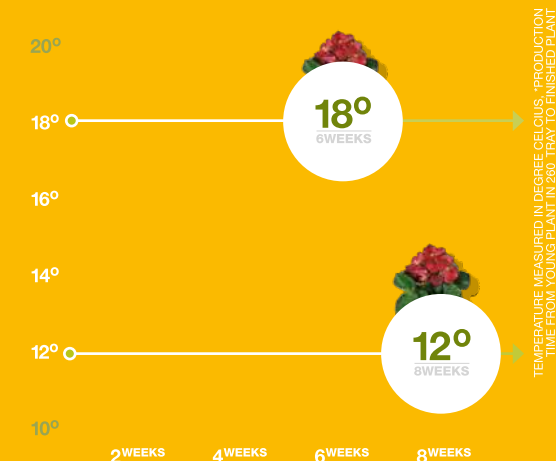 20º
18º
18º
6WEEKS
16º
14º
12º
12º
8WEEKS
10º
2WEEKS
4WEEKS
6WEEKS
8WEEKS
TEMPERATURE MEASURED IN DEGREE CELCIUS, *PRODUCTION
TIME FROM YOUNG PLANT IN 260 TRAY TO FINISHED PLANT